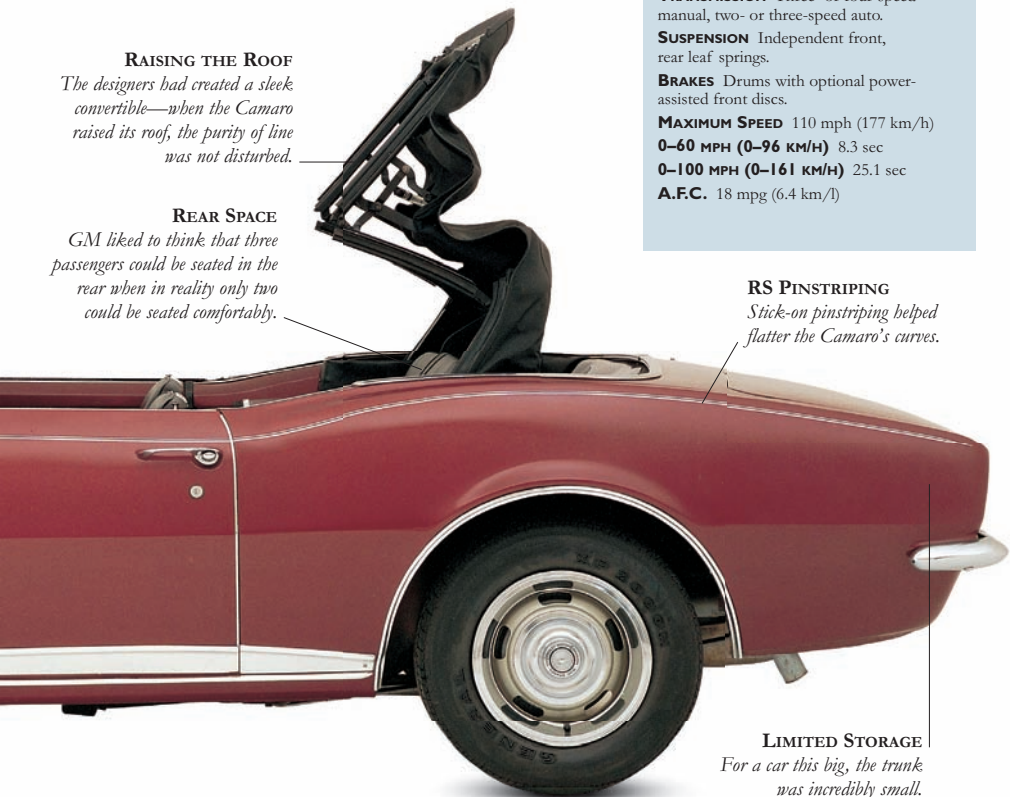 manual, two- or three-speed auto.
SUSPENSION Independent front,
rear leaf springs.
BRAKES Drums with optional power-
assisted front discs.
MAXIMUM SPEED 110 mph (177 km/h)
0–60 MPH (0–96 KM/H) 8.3 sec
0–100 MPH (0–161 KM/H) 25.1 sec
A.F.C. 18 mpg (6.4 km/l)
RAISING THE ROOF
The designers had created a sleek
convertible—when the Camaro
raised its roof, the purity of line
was not disturbed.
REAR SPACE
GM liked to think that three
passengers could be seated in the
rear when in reality only two
could be seated comfortably.
RS PINSTRIPING
Stick-on pinstriping helped
flatter the Camaro's curves.
GENERAL
LIMITED STORAGE
For a car this big, the trunk
was incredibly small.